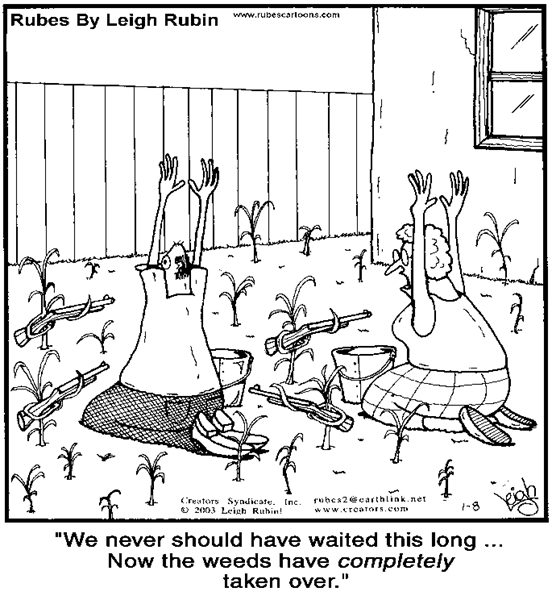 Rubes By Leigh Rubin
www.rubescartoons.com
Creators Syndicate, Inc.
© 2003 Leigh Rubin!
rubes2@earthlink.net
www.creators.com
1-8
Leigh
"We never should have waited this long ...
Now the weeds have completely
taken over."